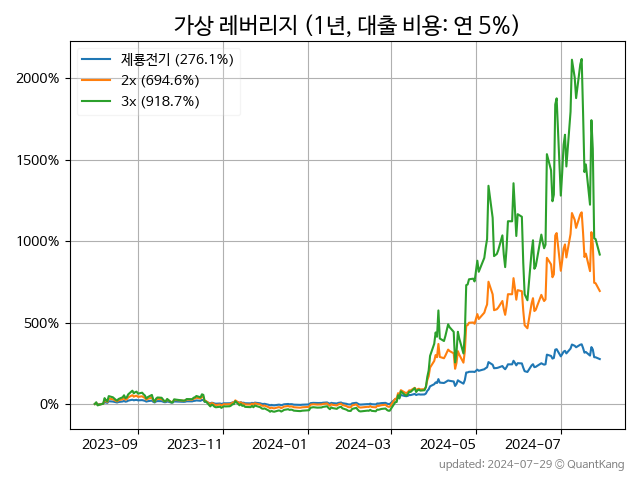 가상 레버리지 (1년, 대출 비용: 연 5%)
제룡전기 (276.1%)
2x (694.6%)
3x (918.7%)
2000%
1500%
1000%
500%
0%
2023-09 2023-11 2024-01 2024-03 2024-05 2024-07
updated: 2024-07-29 © QuantKang